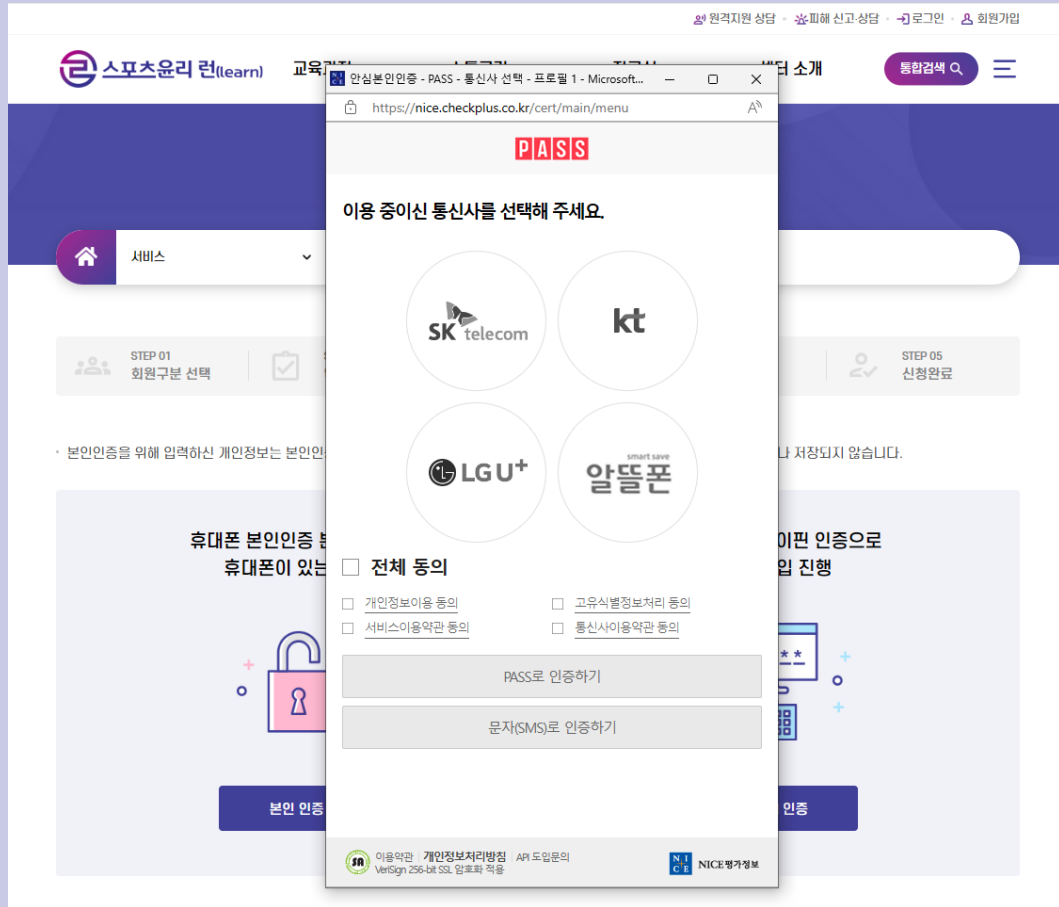 원격지원 상담 피해 신고·상담 로그인 회원가입
스포츠윤리 런(learn) 교육 소개 통합검색
안심본인인증 - PASS - 통신사 선택 - 프로필 1 - Microsoft...
https://nice.checkplus.co.kr/cert/main/menu
PASS
이용 중이신 통신사를 선택해 주세요.
서비스
SK telecom kt
STEP 01
회원구분 선택
STEP 05
신청완료
본인인증을 위해 입력하신 개인정보는 본인인
나 저장되지 않습니다.
LG U+
smart save
알뜰폰
휴대폰 본인인증
휴대폰이 있는
이핀 인증으로
입 진행
전체 동의
개인정보이용 동의 고유식별정보처리 동의
서비스이용약관 동의 통신사이용약관 동의
**
PASS로 인증하기
문자(SMS)로 인증하기
본인 인증
인증
이용약관 개인정보처리방침 API 도입문의
VeriSign 256-bit SSL 암호화 적용
SA
NICE
NICE평가정보